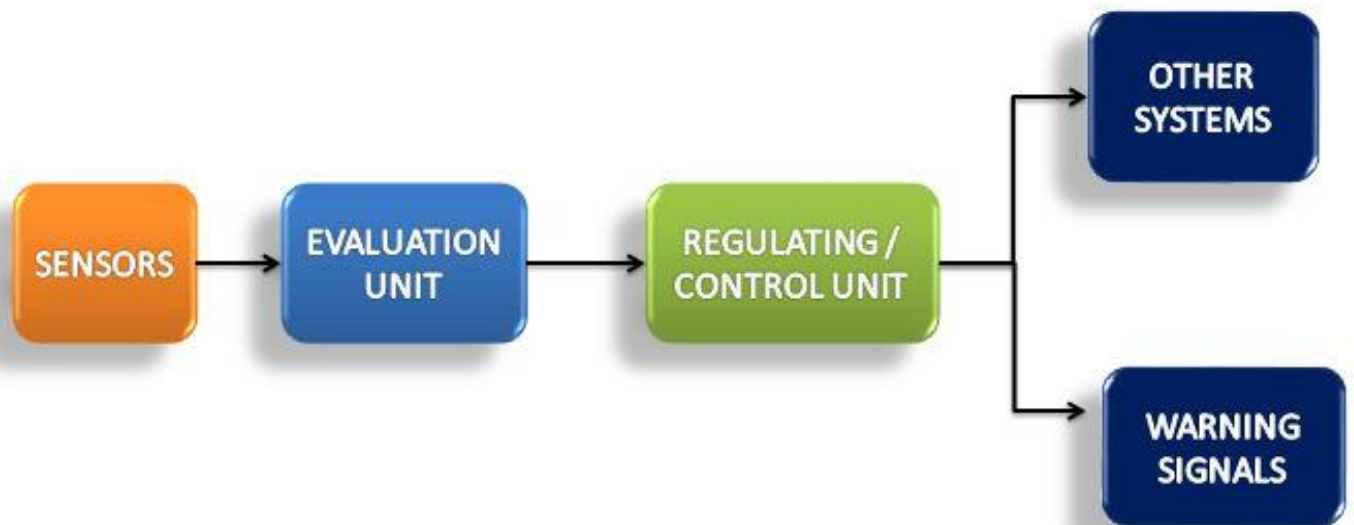 SENSORS
EVALUATION
UNIT
REGULATING /
CONTROL UNIT
OTHER
SYSTEMS
WARNING
SIGNALS